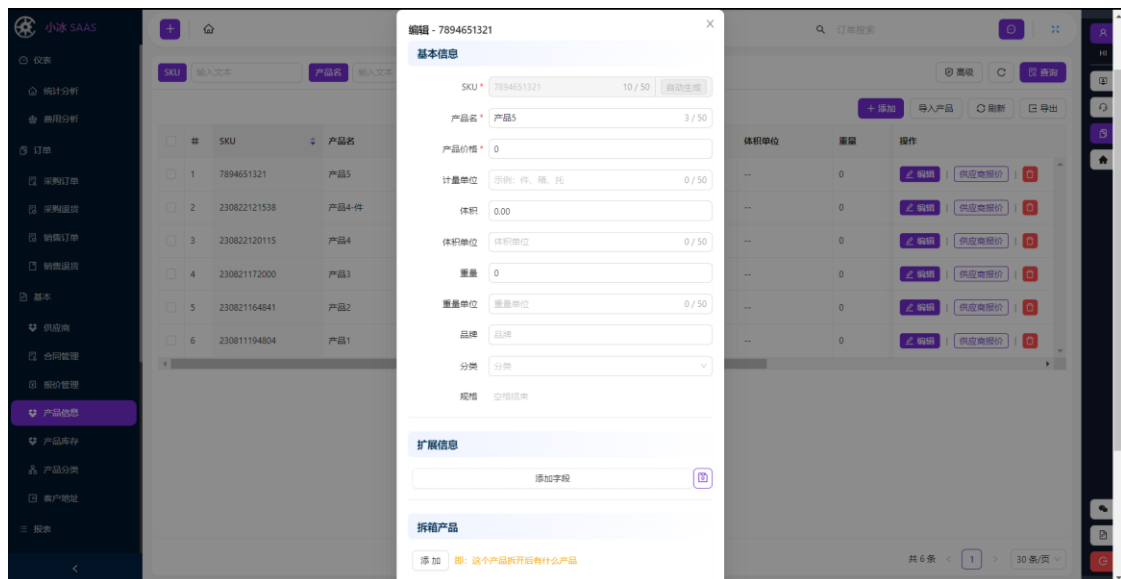 小冰 SAAS
仪表
统计分析
费用分析
订单
采购订单
采购退货
销售订单
销售退货
基本
供应商
合同管理
报价管理
产品信息
产品库存
产品分类
客户地址
报表
订单搜索
SKU 输入文本 产品名 输入文本
高级 查询
添加 导入产品 刷新 导出
# SKU 产品名 体积单位 重量 操作
1 7894651321 产品5 -- 0 编辑 | 供应商报价 |
2 230822121538 产品4-件 -- 0 编辑 | 供应商报价 |
3 230822120115 产品4 -- 0 编辑 | 供应商报价 |
4 230821172000 产品3 -- 0 编辑 | 供应商报价 |
5 230821164841 产品2 -- 0 编辑 | 供应商报价 |
6 230811194804 产品1 -- 0 编辑 | 供应商报价 |
共 6 条 < 1 > 30 条/页
编辑 - 7894651321
基本信息
SKU * 7894651321 10 / 50 自动生成
产品名 * 产品5 3 / 50
产品价格 * 0
计量单位 示例：件、箱、托 0 / 50
体积 0.00
体积单位 体积单位 0 / 50
重量 0
重量单位 重量单位 0 / 50
品牌 品牌
分类 分类
规格 空格结束
扩展信息
添加字段
拆箱产品
添 加 即：这个产品拆开后有什么产品
HI